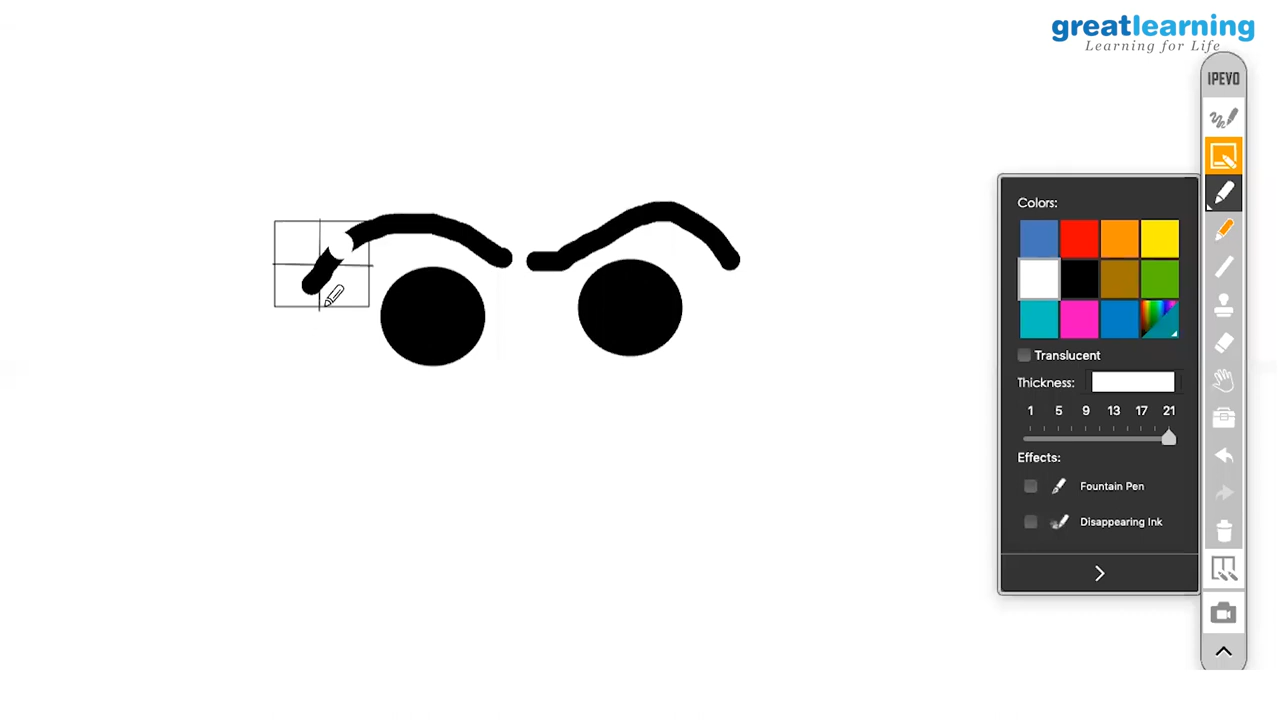 greatlearning
Learning for Life
IPEVO
Colors:
Translucent
Thickness:
1 5 9 13 17 21
Effects:
Fountain Pen
Disappearing Ink